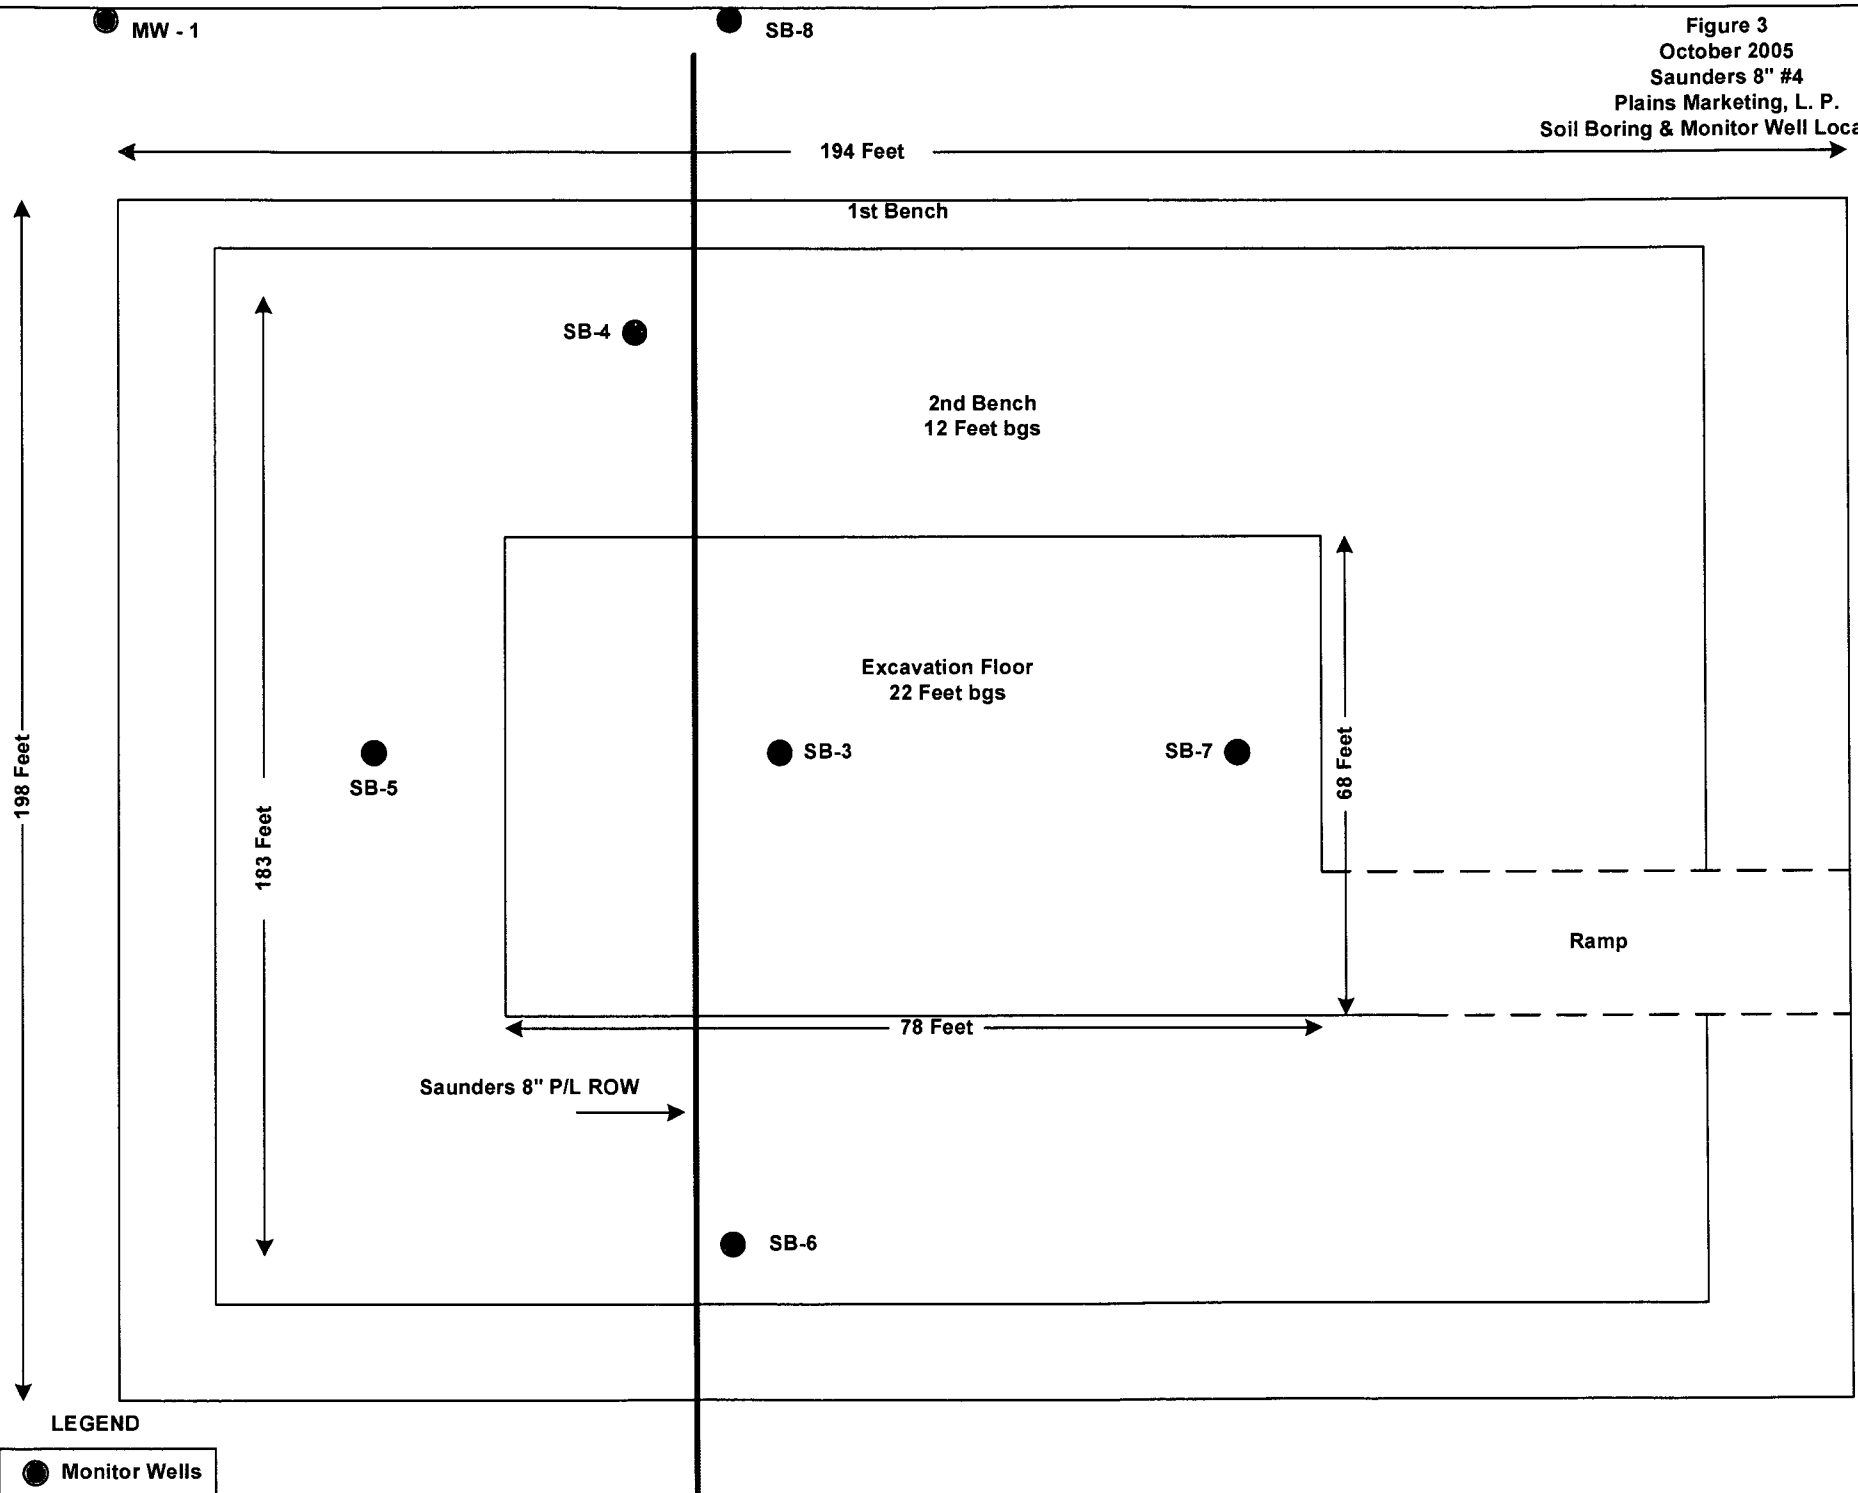 MW - 1
SB-8
Figure 3
October 2005
Saunders 8" #4
Plains Marketing, L. P.
Soil Boring & Monitor Well Loca
194 Feet
1st Bench
SB-4
2nd Bench
12 Feet bgs
Excavation Floor
22 Feet bgs
198 Feet
183 Feet
SB-5
SB-3
SB-7
68 Feet
Ramp
78 Feet
Saunders 8" P/L ROW
SB-6
LEGEND
Monitor Wells